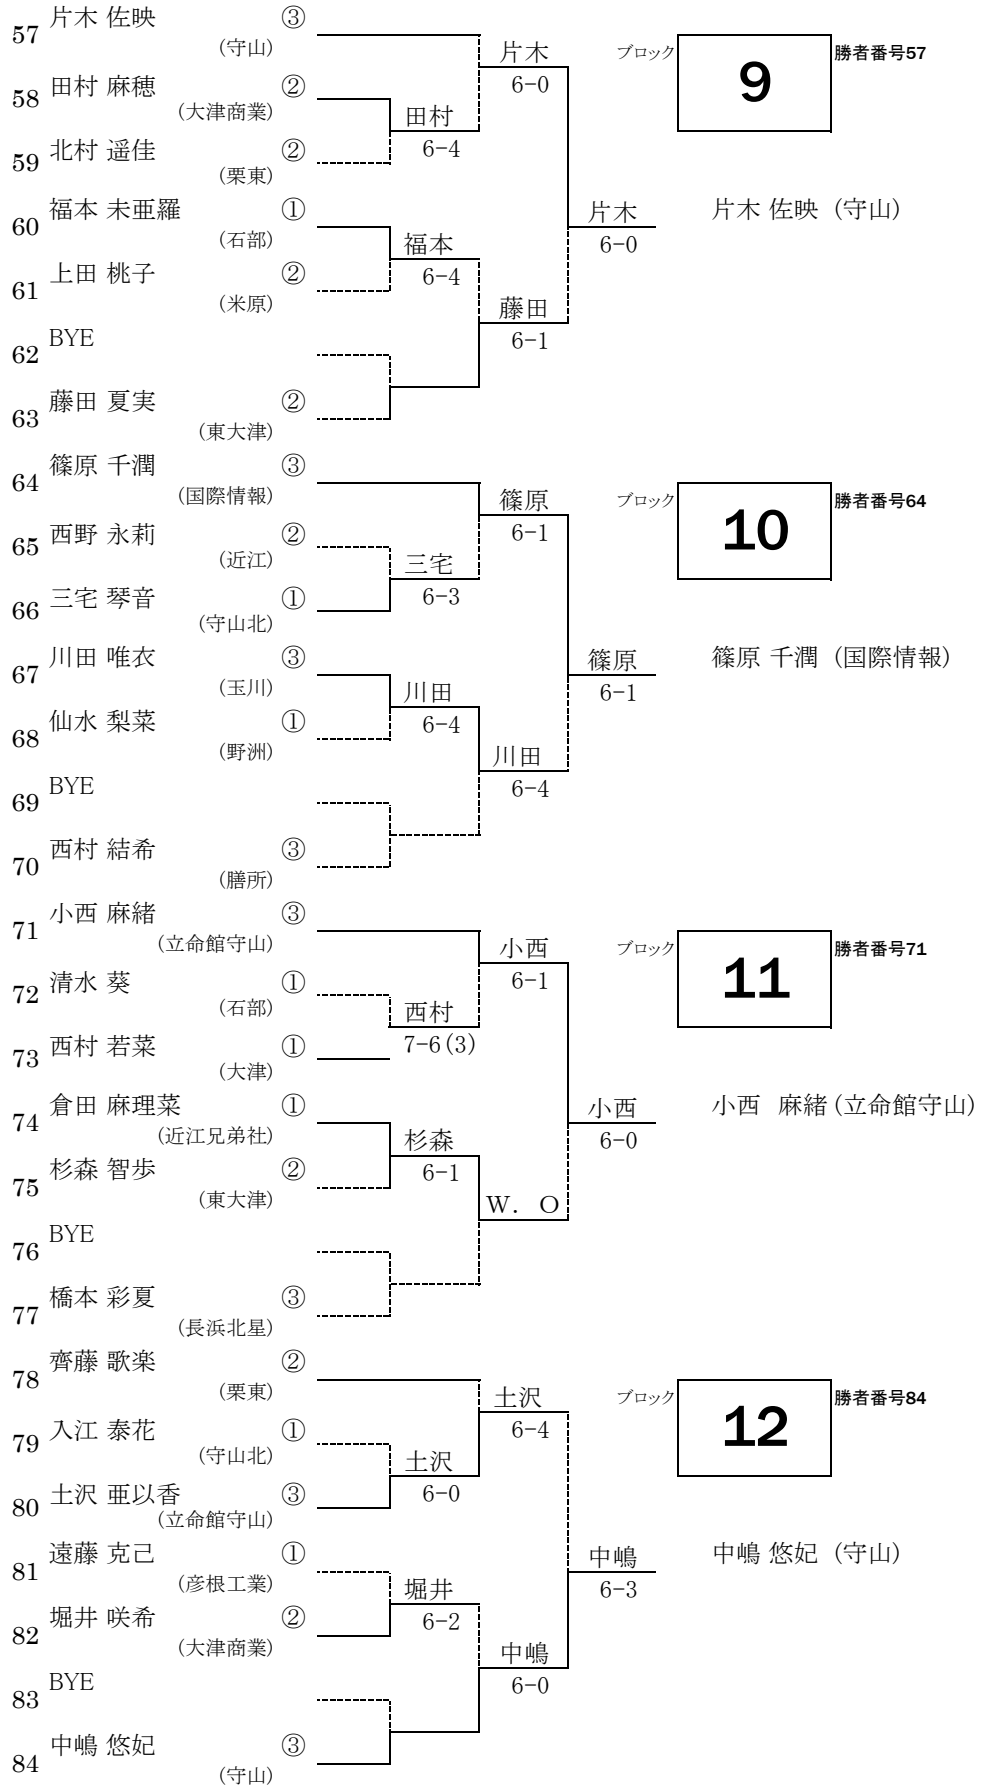 57 片木 佐映 ③
(守山)
片木
6-0
ブロック 9 勝者番号57
58 田村 麻穂 ②
(大津商業)
田村
6-4
59 北村 遥佳 ②
(栗東)
60 福本 未亜羅 ①
(石部)
片木
6-0
片木 佐映 (守山)
福本
6-4
61 上田 桃子 ②
(米原)
藤田
6-1
62 BYE
63 藤田 夏実 ②
(東大津)
64 篠原 千潤 ③
(国際情報)
篠原
6-1
ブロック 10 勝者番号64
65 西野 永莉 ②
(近江)
三宅
6-3
66 三宅 琴音 ①
(守山北)
67 川田 唯衣 ③
(玉川)
篠原
6-1
篠原 千潤 (国際情報)
川田
6-4
68 仙水 梨菜 ①
(野洲)
川田
6-4
69 BYE
70 西村 結希 ③
(膳所)
71 小西 麻緒 ③
(立命館守山)
小西
6-1
ブロック 11 勝者番号71
72 清水 葵 ①
(石部)
西村
7-6(3)
73 西村 若菜 ①
(大津)
74 倉田 麻理菜 ①
(近江兄弟社)
小西
6-0
小西 麻緒(立命館守山)
杉森
6-1
75 杉森 智歩 ②
(東大津)
W. O
76 BYE
77 橋本 彩夏 ③
(長浜北星)
78 齊藤 歌楽 ②
(栗東)
土沢
6-4
ブロック 12 勝者番号84
79 入江 泰花 ①
(守山北)
土沢
6-0
80 土沢 亜以香 ③
(立命館守山)
81 遠藤 克己 ①
(彦根工業)
中嶋
6-3
中嶋 悠妃 (守山)
堀井
6-2
82 堀井 咲希 ②
(大津商業)
中嶋
6-0
83 BYE
84 中嶋 悠妃 ③
(守山)